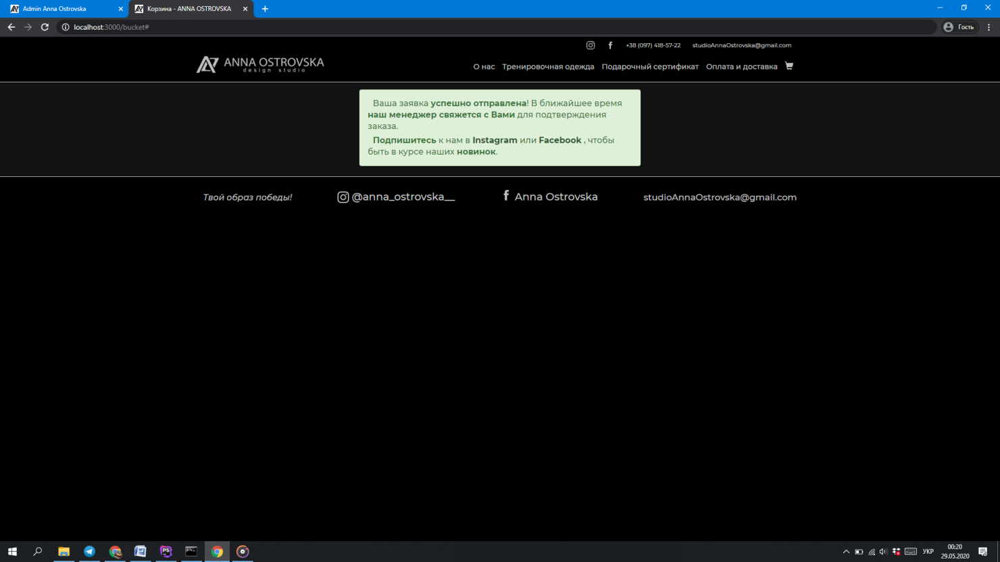 Admin Anna Ostrovska
Корзина - ANNA OSTROVSKA
localhost:3000/bucket#
Гость
+38 (097) 418-57-22 studioAnnaOstrovska@gmail.com
ANNA OSTROVSKA
design studio
О нас Тренировочная одежда Подарочный сертификат Оплата и доставка
Ваша заявка успешно отправлена! В ближайшее время
наш менеджер свяжется с Вами для подтверждения
заказа.
Подпишитесь к нам в Instagram или Facebook , чтобы
быть в курсе наших новинок.
Твой образ победы! @anna_ostrovska__ Anna Ostrovska studioAnnaOstrovska@gmail.com
PS
УКР
00:20
29.05.2020